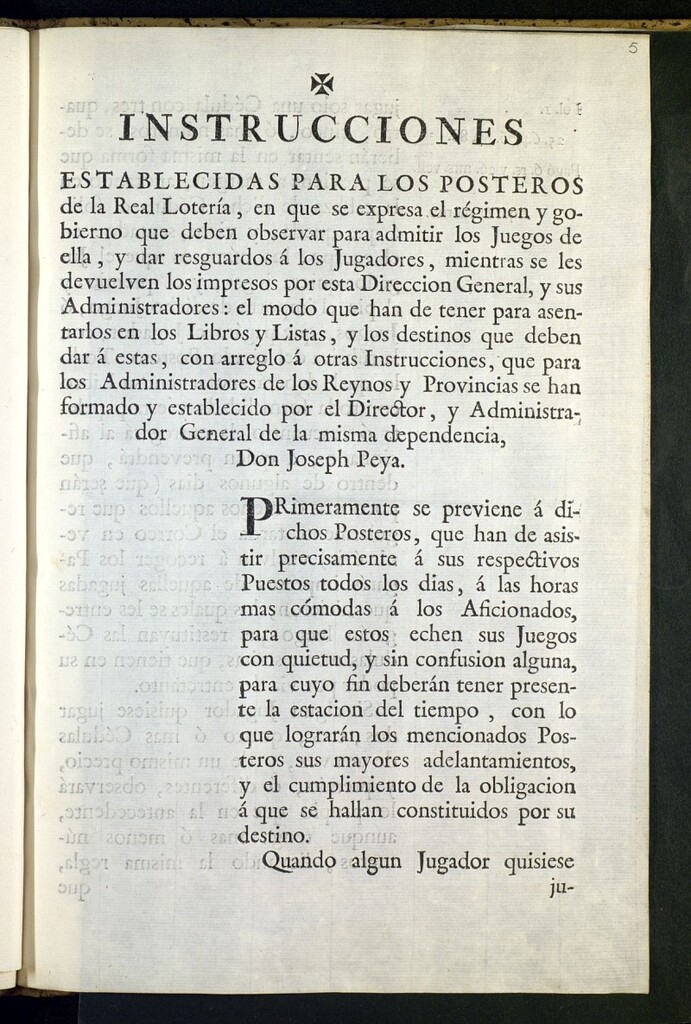 5
✠
INSTRUCCIONES
ESTABLECIDAS PARA LOS POSTEROS
de la Real Lotería, en que se expresa el régimen y go-
bierno que deben observar para admitir los Juegos de
ella, y dar resguardos á los Jugadores, mientras se les
devuelven los impresos por esta Direccion General, y sus
Administradores: el modo que han de tener para asen-
tarlos en los Libros y Listas, y los destinos que deben
dar á estas, con arreglo á otras Instrucciones, que para
los Administradores de los Reynos y Provincias se han
formado y establecido por el Director, y Administra-
dor General de la misma dependencia,
Don Joseph Peya.
PRimeramente se previene á di-
chos Posteros, que han de asis-
tir precisamente á sus respectivos
Puestos todos los dias, á las horas
mas cómodas á los Aficionados,
para que estos echen sus Juegos
con quietud, y sin confusion alguna,
para cuyo fin deberán tener presen-
te la estacion del tiempo, con lo
que lograrán los mencionados Pos-
teros sus mayores adelantamientos,
y el cumplimiento de la obligacion
á que se hallan constituidos por su
destino.
Quando algun Jugador quisiese
ju-